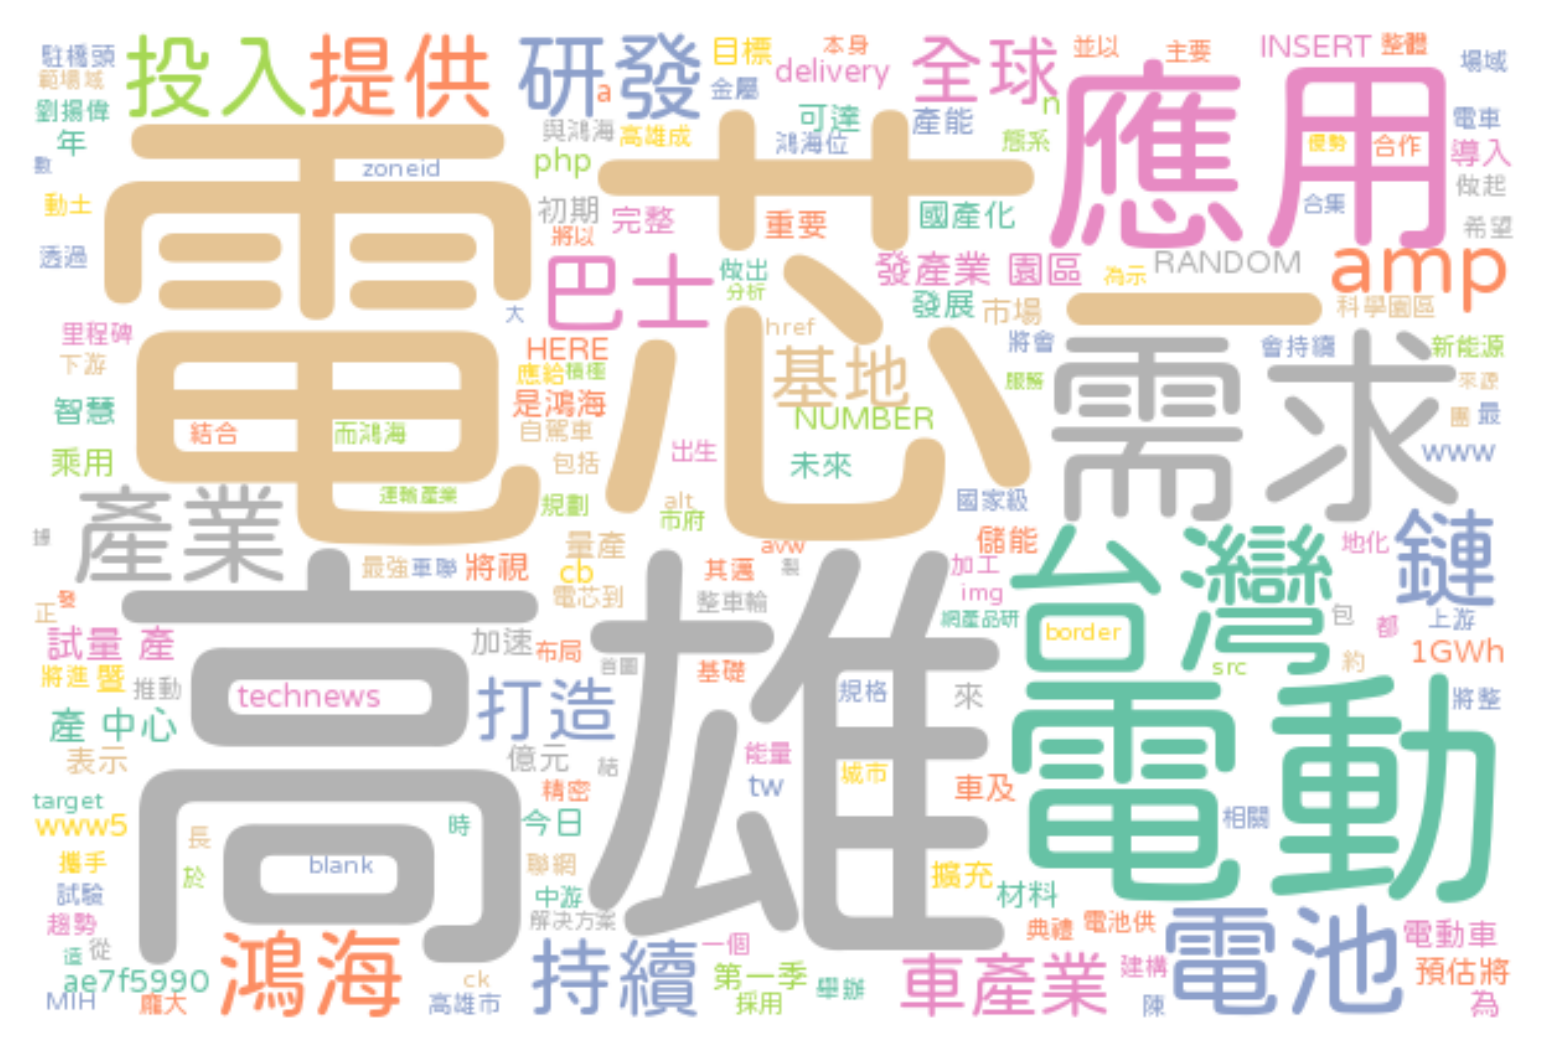 駐橋頭 投入 提供 研發 目標 本身 全球 並以 主要 INSERT 整體 場域
範場域 a 金屬 delivery n 應用
劉揚偉 與鴻海 高雄成 可達 產能 電車
年 php 鴻海位 態系 優勢 合作 導入
數 電芯 zoneid 做起
動土 初期 完整 重要 國產化 合集 希望
透過 將以 巴士 做出 發產業 園區 為示 RANDOM amp
大 分析 發展 市場 一 科學園區
里程碑 HERE href 將會 需求 會持續 新能源
下游 應給 積極 基地 服務 來源
智慧 是鴻海 NUMBER 團 最
結合 而鴻海 自駕車 出生 www
乘用 包括 未來
產業 運輸產業 規劃 alt 市府 國家級
據 量產 avw 儲能 台灣 地化 鏈
最強 車聯 將視 cb 其邁 製 加工
正 發 高雄 電芯到 整車輪 img 網產品研 包 上游
試量 產 加速 布局 首圖 基礎 border 都 1GWh
將進 暨 推動 technews 打造 規格 來 src 約 電動 將整
產 中心
表示 億元 結 能量 城市
target 精密 tw 車及 相關
www5 長 時 今日
攜手 blank 聯網 擴充
試驗 於 中游 材料
趨勢 解決方案 典禮 電池供 電池 電動車
這 從 鴻海 持續 一個 車產業 建構 預估將
ae7f5990 ck 第一季 舉辦
MIH 龐大 高雄市 採用 陳 為